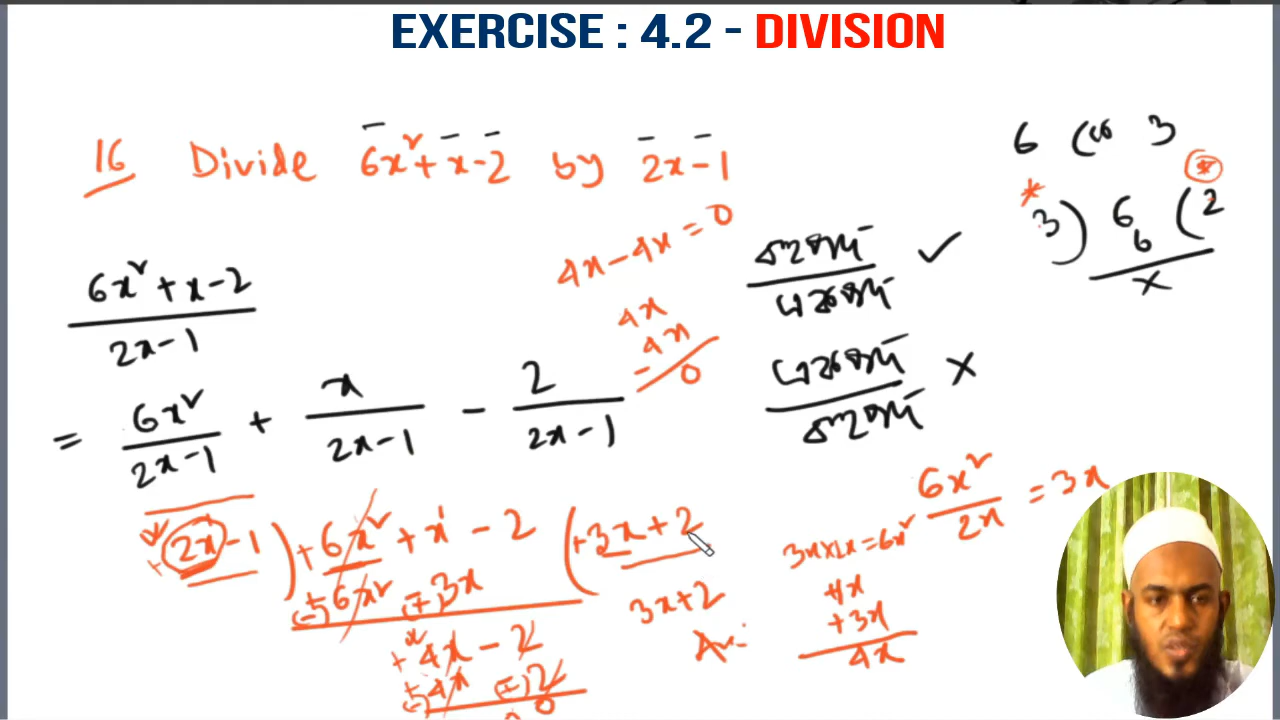 EXERCISE : 4.2 - DIVISION
16 Divide 6x² + x - 2 by 2x - 1
6 (
3
3) 6 (2
6
x
4x - 4x = 0
4x
- 4x
0
6x² + x - 2
2x - 1
= 6x² / 2x - 1 + x / 2x - 1 - 2 / 2x - 1
2x - 1 ) + 6x² + x - 2 ( + 3x + 2
6x² (+) 3x
+ 4x - 2
4x 2
0
3x + 2
Ans:
6x² / 2x = 3x
3x × 2x = 6x²
+ 3x
4x